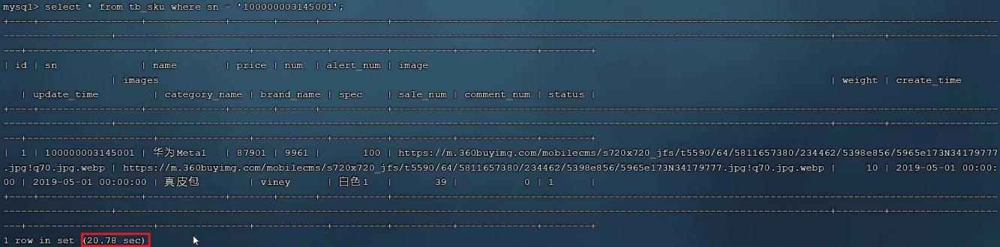 mysql> select * from tb_sku where sn = '100000003145001';
| id | sn | name | price | num | alert_num | image
| images | weight | create_time
| update_time | category_name | brand_name | spec | sale_num | comment_num | status |
| 1 | 100000003145001 | 华为Meta1 | 87901 | 9961 | 100 | https://m.360buyimg.com/mobilecms/s720x720_jfs/t5590/64/5811657380/234462/5398e856/5965e173N34179777
.jpg!q70.jpg.webp | https://m.360buyimg.com/mobilecms/s720x720_jfs/t5590/64/5811657380/234462/5398e856/5965e173N34179777.jpg!q70.jpg.webp | 10 | 2019-05-01 00:00:
00 | 2019-05-01 00:00:00 | 真皮包 | viney | 白色1 | 39 | 0 | 1 |
1 row in set (20.78 sec)